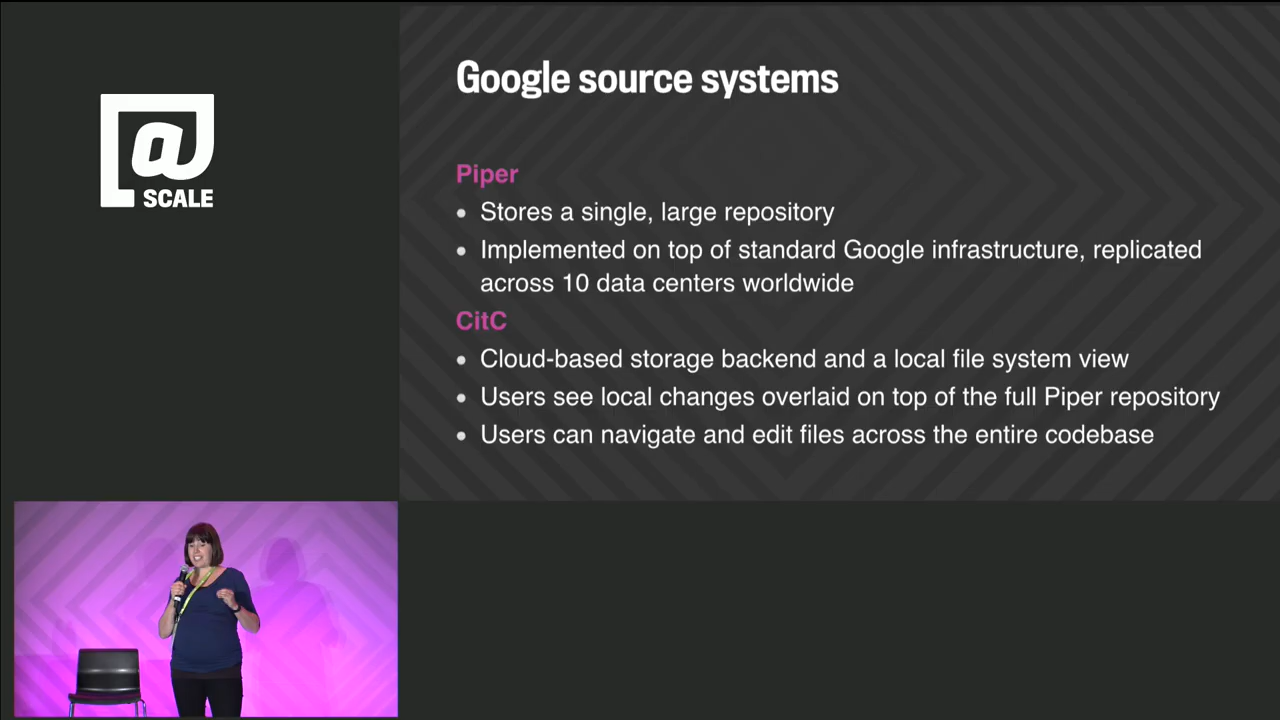 @
SCALE
Google source systems
Piper
• Stores a single, large repository
• Implemented on top of standard Google infrastructure, replicated
across 10 data centers worldwide
CitC
• Cloud-based storage backend and a local file system view
• Users see local changes overlaid on top of the full Piper repository
• Users can navigate and edit files across the entire codebase